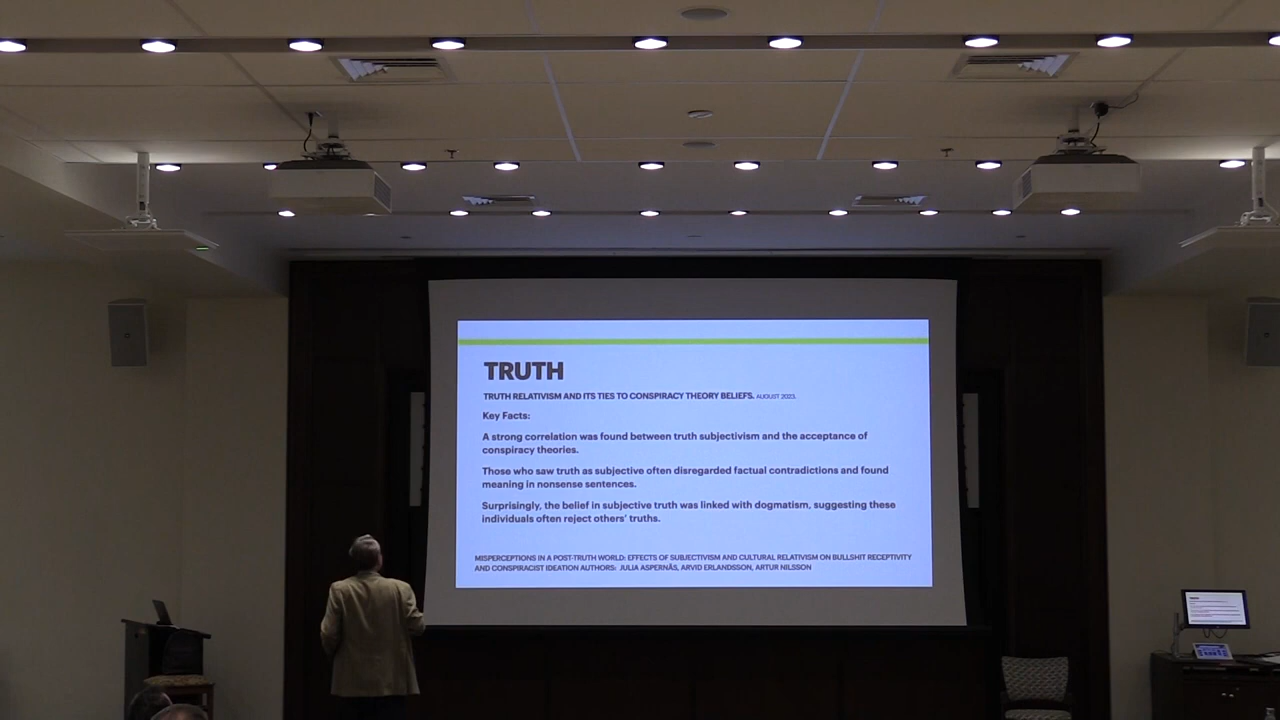 TRUTH
TRUTH RELATIVISM AND ITS TIES TO CONSPIRACY THEORY BELIEFS. AUGUST 2023.
Key Facts:
A strong correlation was found between truth subjectivism and the acceptance of
conspiracy theories.
Those who saw truth as subjective often disregarded factual contradictions and found
meaning in nonsense sentences.
Surprisingly, the belief in subjective truth was linked with dogmatism, suggesting these
individuals often reject others' truths.
MISPERCEPTIONS IN A POST-TRUTH WORLD: EFFECTS OF SUBJECTIVISM AND CULTURAL RELATIVISM ON BULLSHIT RECEPTIVITY
AND CONSPIRACIST IDEATION AUTHORS: JULIA ASPERNÄS, ARVID ERLANDSSON, ARTUR NILSSON